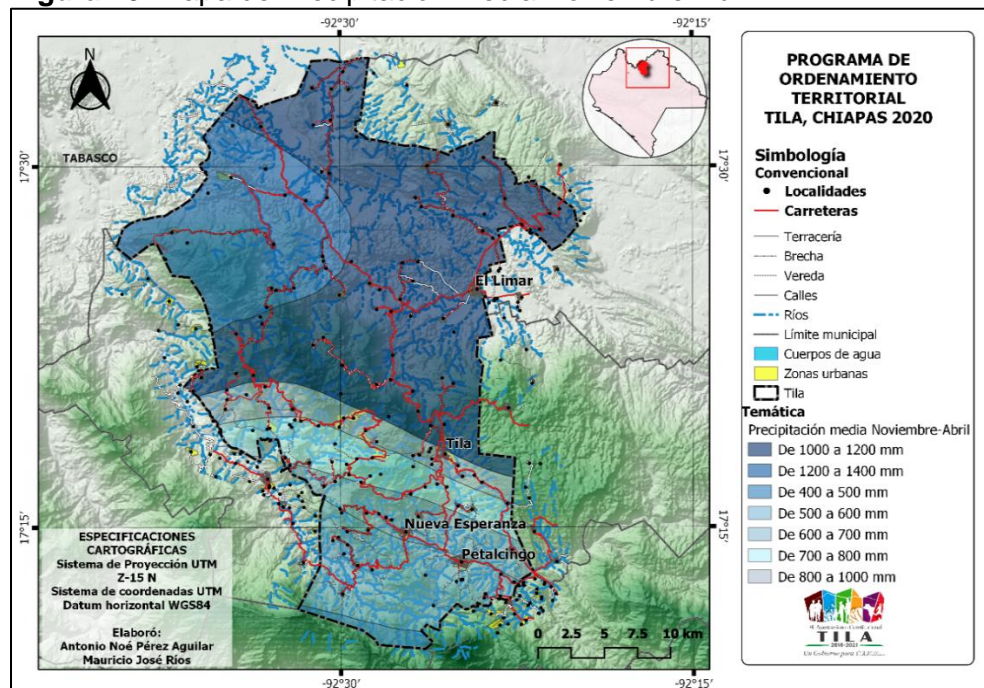 -92°30'
-92°15'
N
TABASCO
17°30'
17°30'
El Limar
Tila
17°15'
17°15'
Nueva Esperanza
Petalcingo
ESPECIFICACIONES
CARTOGRÁFICAS
Sistema de Proyección UTM
Z-15 N
Sistema de coordenadas UTM
Datum horizontal WGS84
Elaboró:
Antonio Noé Pérez Aguilar
Mauricio José Ríos
0 2.5 5 7.5 10 km
-92°30'
-92°15'
PROGRAMA DE
ORDENAMIENTO
TERRITORIAL
TILA, CHIAPAS 2020
Simbología
Convencional
Localidades
Carreteras
Terracería
Brecha
Vereda
Calles
Ríos
Límite municipal
Cuerpos de agua
Zonas urbanas
Tila
Temática
Precipitación media Noviembre-Abril
De 1000 a 1200 mm
De 1200 a 1400 mm
De 400 a 500 mm
De 500 a 600 mm
De 600 a 700 mm
De 700 a 800 mm
De 800 a 1000 mm
TILA
2018-2021